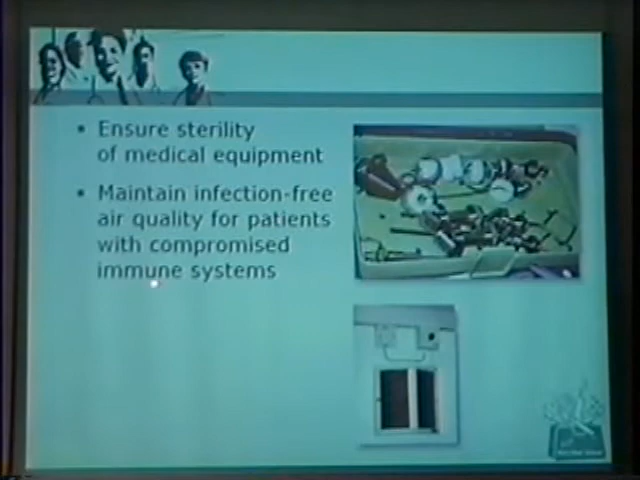 ▪ Ensure sterility
of medical equipment
▪ Maintain infection-free
air quality for patients
with compromised
immune systems